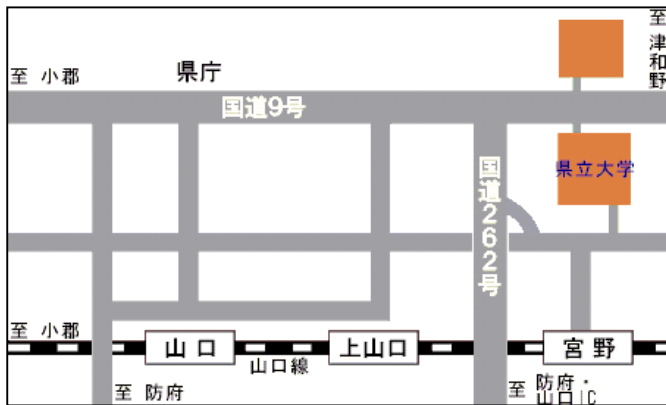 至
津
和
野
至 小郡
県庁
国道9号
県立大学
国道262号
至 小郡
山口
上山口
宮野
山口線
至 防府
至 防府・
山口IC